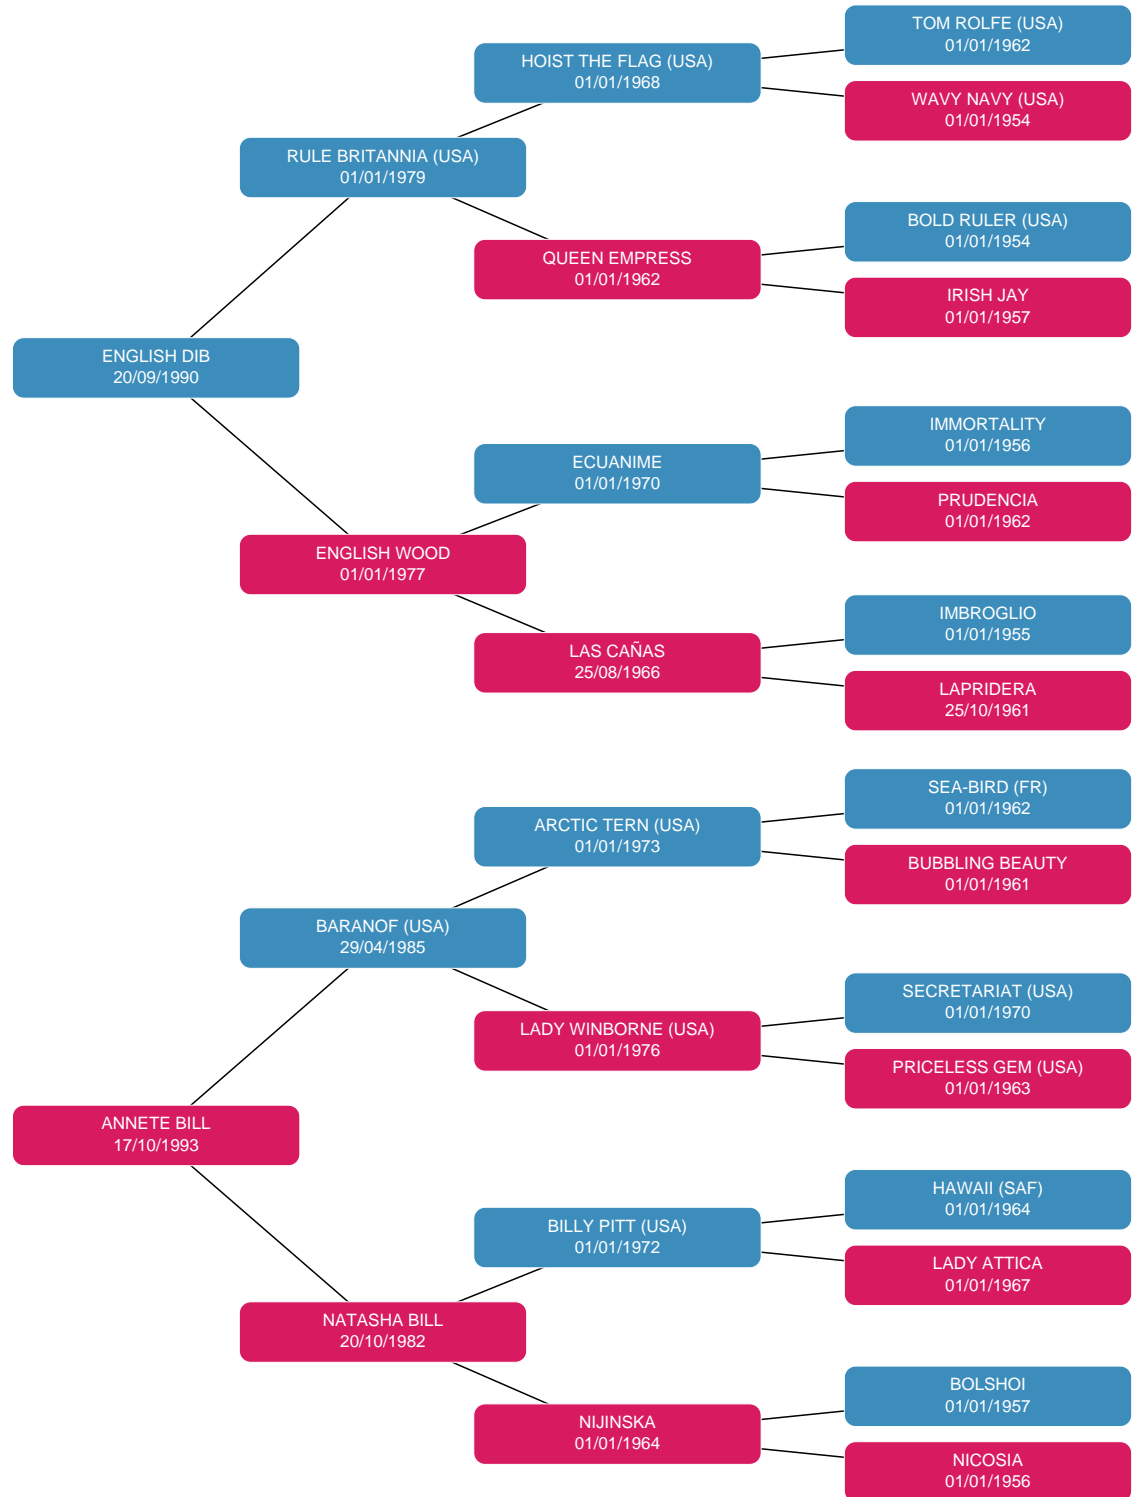 TOM ROLFE (USA)
01/01/1962
HOIST THE FLAG (USA)
01/01/1968
WAVY NAVY (USA)
01/01/1954
RULE BRITANNIA (USA)
01/01/1979
BOLD RULER (USA)
01/01/1954
QUEEN EMPRESS
01/01/1962
IRISH JAY
01/01/1957
ENGLISH DIB
20/09/1990
IMMORTALITY
01/01/1956
ECUANIME
01/01/1970
PRUDENCIA
01/01/1962
ENGLISH WOOD
01/01/1977
IMBROGLIO
01/01/1955
LAS CAÑAS
25/08/1966
LAPRIDERA
25/10/1961
SEA-BIRD (FR)
01/01/1962
ARCTIC TERN (USA)
01/01/1973
BUBBLING BEAUTY
01/01/1961
BARANOF (USA)
29/04/1985
SECRETARIAT (USA)
01/01/1970
LADY WINBORNE (USA)
01/01/1976
PRICELESS GEM (USA)
01/01/1963
ANNETE BILL
17/10/1993
HAWAII (SAF)
01/01/1964
BILLY PITT (USA)
01/01/1972
LADY ATTICA
01/01/1967
NATASHA BILL
20/10/1982
BOLSHOI
01/01/1957
NIJINSKA
01/01/1964
NICOSIA
01/01/1956